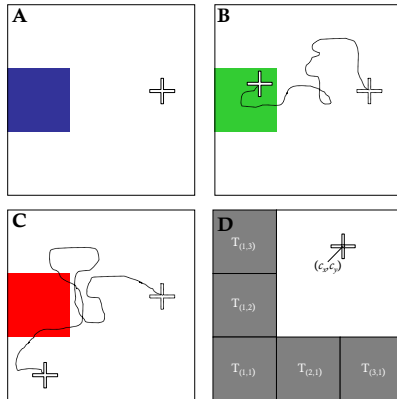 A
B
C
D
T(1,3)
(cx,cy)
T(1,2)
T(1,1)
T(2,1)
T(3,1)